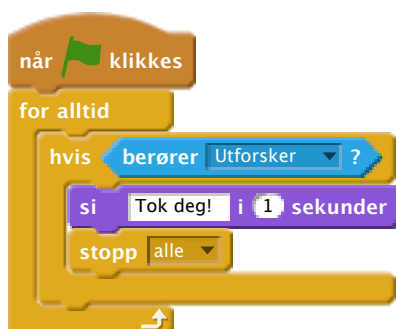 når klikkes
for alltid
hvis berører Utforsker ?
si Tok deg! i 1 sekunder
stopp alle